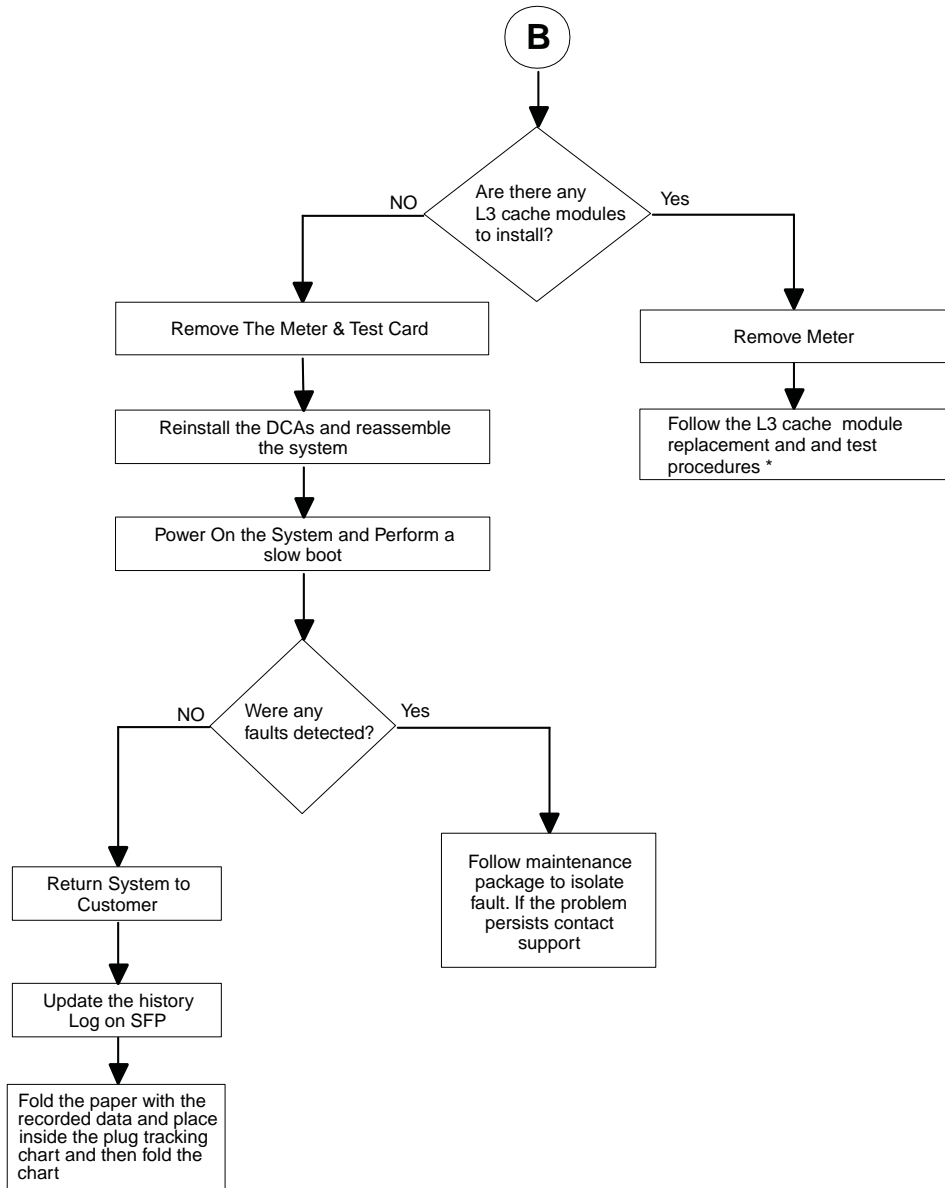 B
Are there any
L3 cache modules
to install?
NO
Yes
Remove The Meter & Test Card
Remove Meter
Reinstall the DCAs and reassemble
the system
Follow the L3 cache module
replacement and and test
procedures *
Power On the System and Perform a
slow boot
Were any
faults detected?
NO
Yes
Return System to
Customer
Follow maintenance
package to isolate
fault. If the problem
persists contact
support
Update the history
Log on SFP
Fold the paper with the
recorded data and place
inside the plug tracking
chart and then fold the
chart